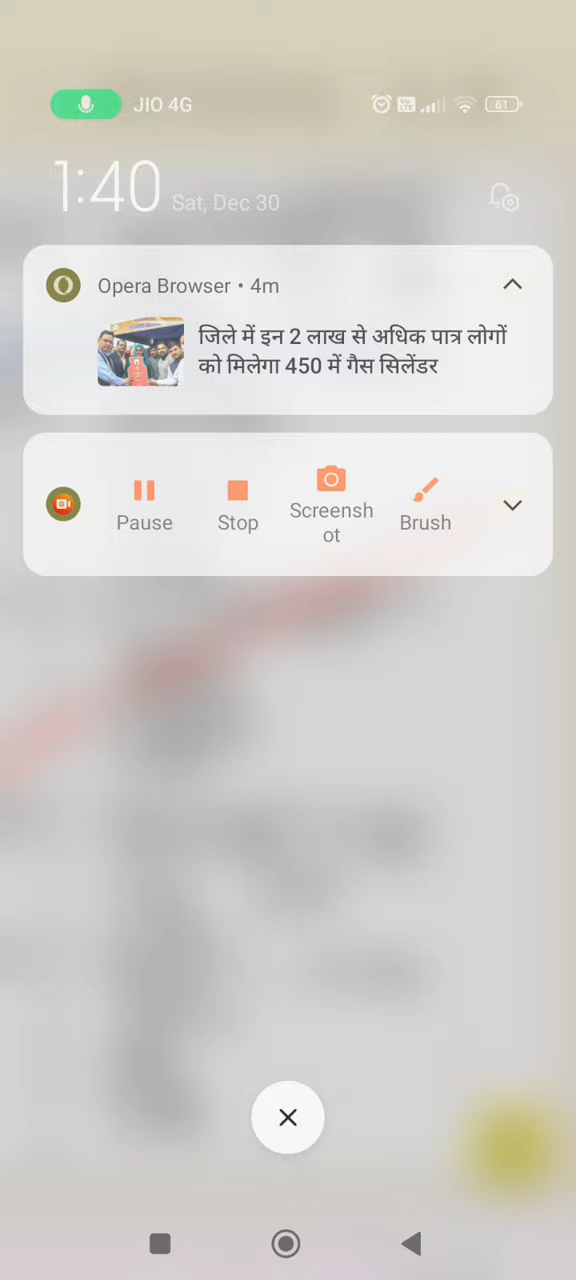 JIO 4G
61
1:40 Sat, Dec 30
Opera Browser • 4m
जिले में इन 2 लाख से अधिक पात्र लोगों
को मिलेगा 450 में गैस सिलेंडर
Pause
Stop
Screensh
ot
Brush